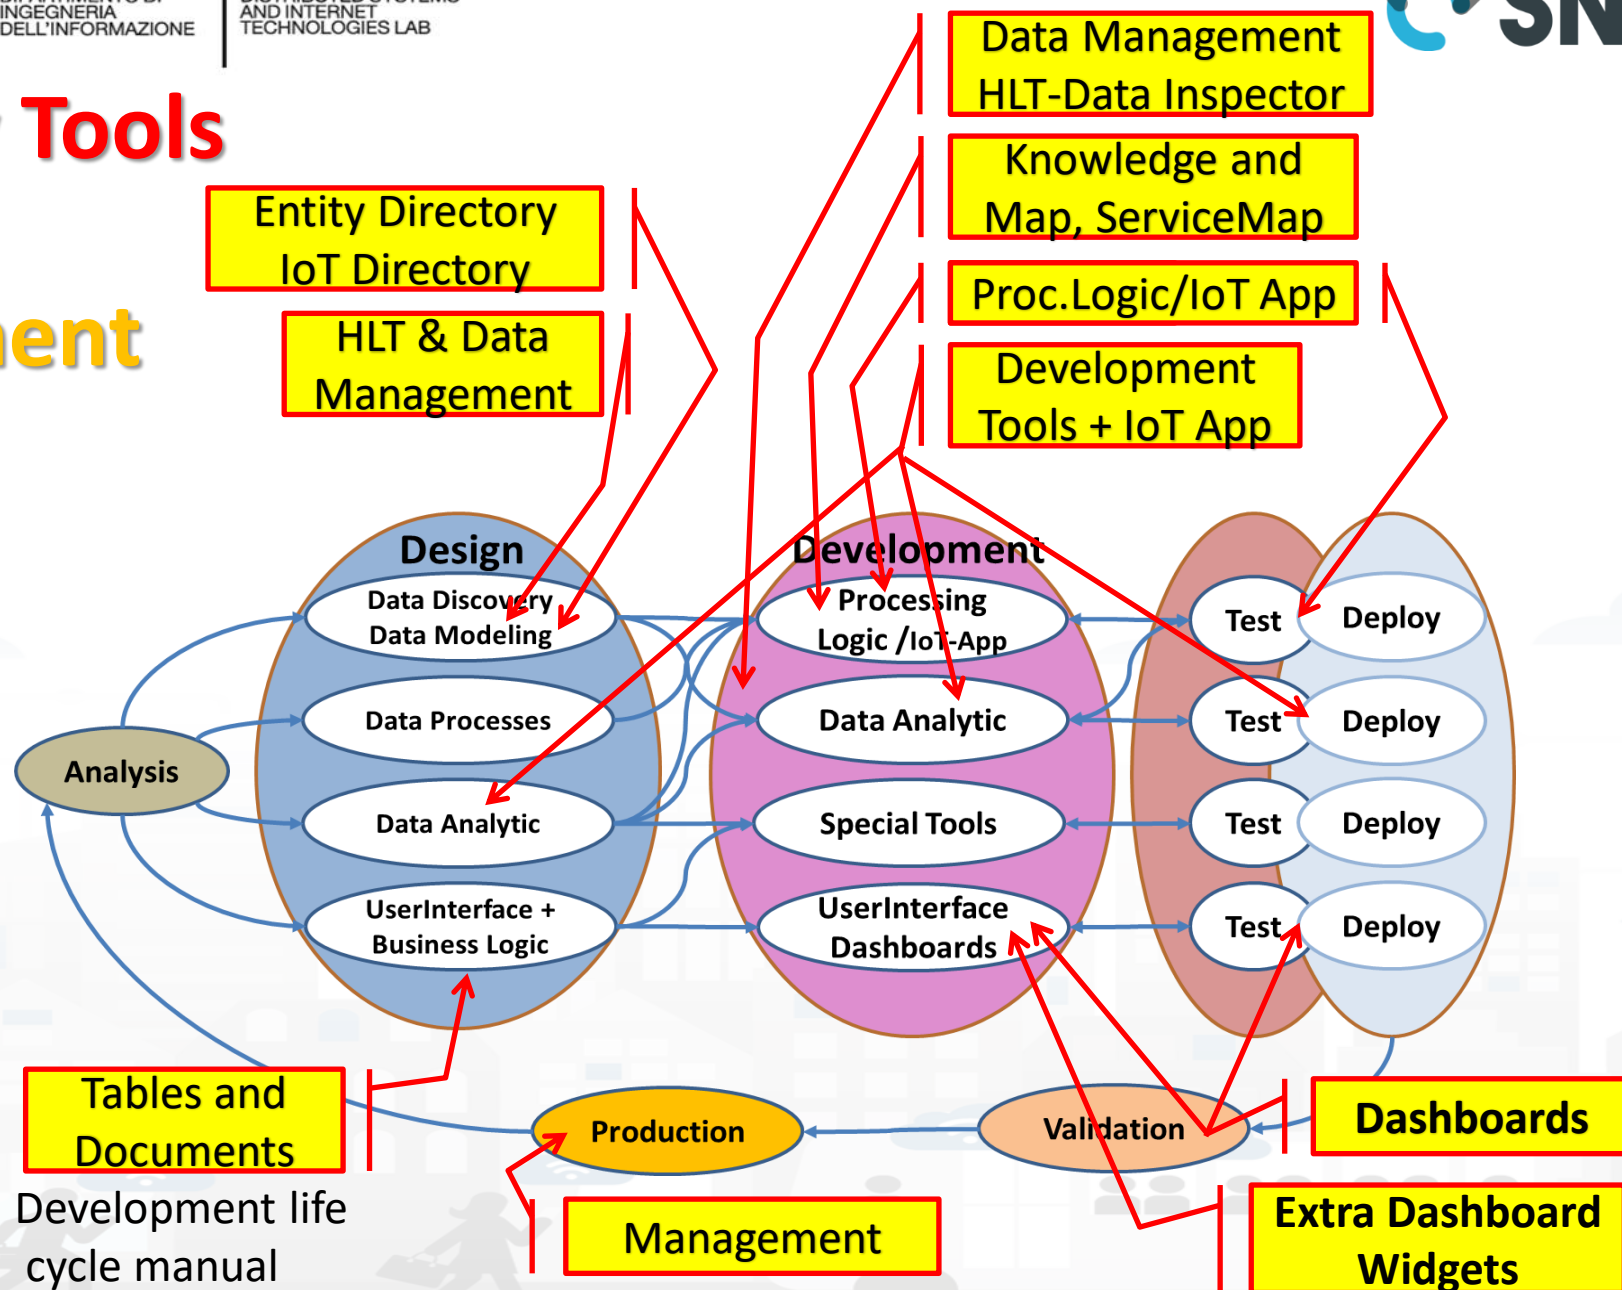 INGEGNERIA
DELL'INFORMAZIONE
AND INTERNET
TECHNOLOGIES LAB
SN
Tools
Data Management
HLT-Data Inspector
Knowledge and
Map, ServiceMap
Entity Directory
IoT Directory
Proc.Logic/IoT App
HLT & Data
Management
Development
Tools + IoT App
Design
Data Discovery
Data Modeling
Data Processes
Data Analytic
UserInterface +
Business Logic
Development
Processing
Logic /IoT-App
Data Analytic
Special Tools
UserInterface
Dashboards
Test
Deploy
Test
Deploy
Test
Deploy
Test
Deploy
Analysis
Tables and
Documents
Development life
cycle manual
Production
Management
Validation
Dashboards
Extra Dashboard
Widgets